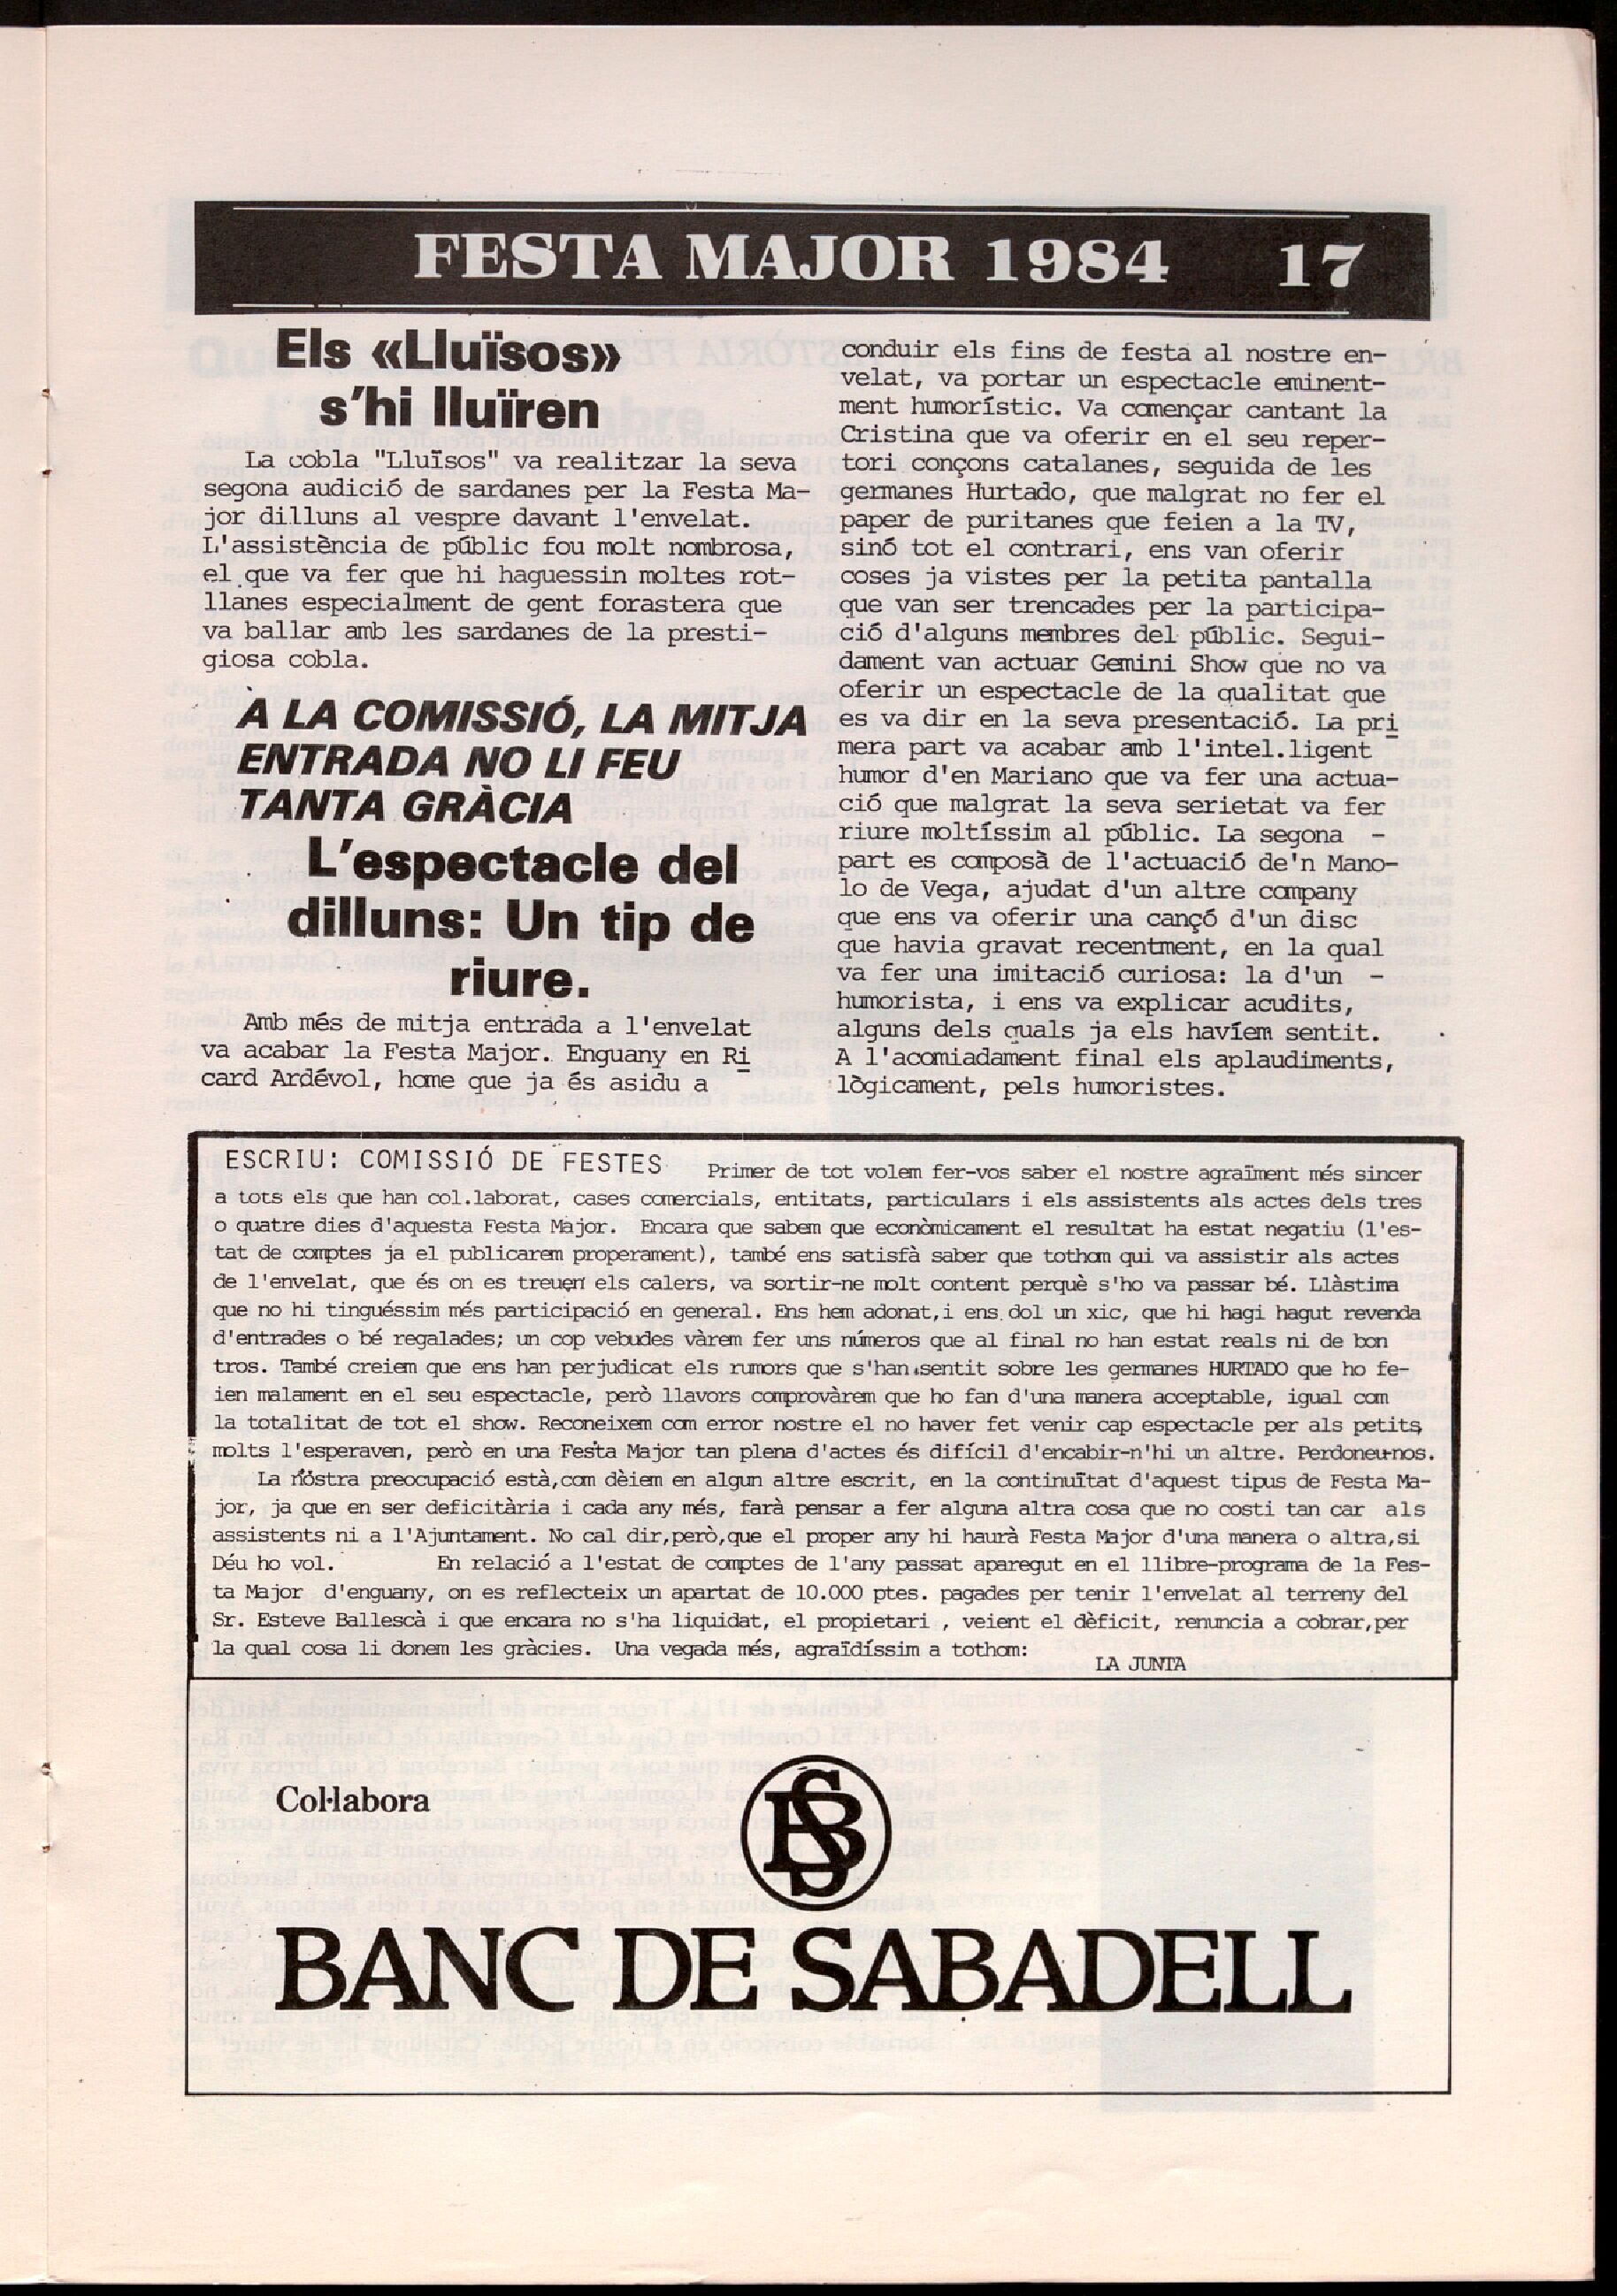 FESTA MAJOR 1984 17
Els «Lluïsos»
s'hi lluïren
La cobla "Lluïsos" va realitzar la seva
segona audició de sardanes per la Festa Ma-
jor dilluns al vespre davant l'envelat.
L'assistència de públic fou molt nombrosa,
el que va fer que hi haguessin moltes rot-
llanes especialment de gent forastera que
va ballar amb les sardanes de la presti-
giosa cobla.
A LA COMISSIÓ, LA MITJA
ENTRADA NO LI FEU
TANTA GRÀCIA
L'espectacle del
dilluns: Un tip de
riure.
Amb més de mitja entrada a l'envelat
va acabar la Festa Major. Enguany en Ri
card Ardévol, home que ja és asidu a
conduir els fins de festa al nostre en-
velat, va portar un espectacle eminent-
ment humorístic. Va començar cantant la
Cristina que va oferir en el seu reper-
tori conçons catalanes, seguida de les
germanes Hurtado, que malgrat no fer el
paper de puritanes que feien a la TV,
sinó tot el contrari, ens van oferir
coses ja vistes per la petita pantalla
que van ser trencades per la participa-
ció d'alguns membres del públic. Segui-
dament van actuar Gemini Show que no va
oferir un espectacle de la qualitat que
es va dir en la seva presentació. La pri
mera part va acabar amb l'intel.ligent
humor d'en Mariano que va fer una actua-
ció que malgrat la seva serietat va fer
riure moltíssim al públic. La segona -
part es composà de l'actuació de'n Mano-
lo de Vega, ajudat d'un altre company
que ens va oferir una cançó d'un disc
que havia gravat recentment, en la qual
va fer una imitació curiosa: la d'un -
humorista, i ens va explicar acudits,
alguns dels quals ja els havíem sentit.
A l'acomiadament final els aplaudiments,
lògicament, pels humoristes.
ESCRIU: COMISSIÓ DE FESTES Primer de tot volem fer-vos saber el nostre agraïment més sincer
a tots els que han col.laborat, cases comercials, entitats, particulars i els assistents als actes dels tres
o quatre dies d'aquesta Festa Major. Encara que sabem que econòmicament el resultat ha estat negatiu (l'es-
tat de comptes ja el publicarem properament), també ens satisfà saber que tothom qui va assistir als actes
de l'envelat, que és on es treuen els calers, va sortir-ne molt content perquè s'ho va passar bé. Llàstima
que no hi tinguéssim més participació en general. Ens hem adonat,i ens dol un xic, que hi hagi hagut revenda
d'entrades o bé regalades; un cop vebudes vàrem fer uns números que al final no han estat reals ni de bon
tros. També creiem que ens han perjudicat els rumors que s'han sentit sobre les germanes HURTADO que ho fe-
ien malament en el seu espectacle, però llavors comprovàrem que ho fan d'una manera acceptable, igual com
la totalitat de tot el show. Reconeixem com error nostre el no haver fet venir cap espectacle per als petits,
molts l'esperaven, però en una Festa Major tan plena d'actes és difícil d'encabir-n'hi un altre. Perdoneu-nos.
La nostra preocupació està,com dèiem en algun altre escrit, en la continuïtat d'aquest tipus de Festa Ma-
jor, ja que en ser deficitària i cada any més, farà pensar a fer alguna altra cosa que no costi tan car als
assistents ni a l'Ajuntament. No cal dir,però,que el proper any hi haurà Festa Major d'una manera o altra,si
Déu ho vol. En relació a l'estat de comptes de l'any passat aparegut en el llibre-programa de la Fes-
ta Major d'enguany, on es reflecteix un apartat de 10.000 ptes. pagades per tenir l'envelat al terreny del
Sr. Esteve Ballescà i que encara no s'ha liquidat, el propietari , veient el dèficit, renuncia a cobrar,per
la qual cosa li donem les gràcies. Una vegada més, agraïdíssim a tothom:
LA JUNTA
Col·labora
BS
BANC DE SABADELL